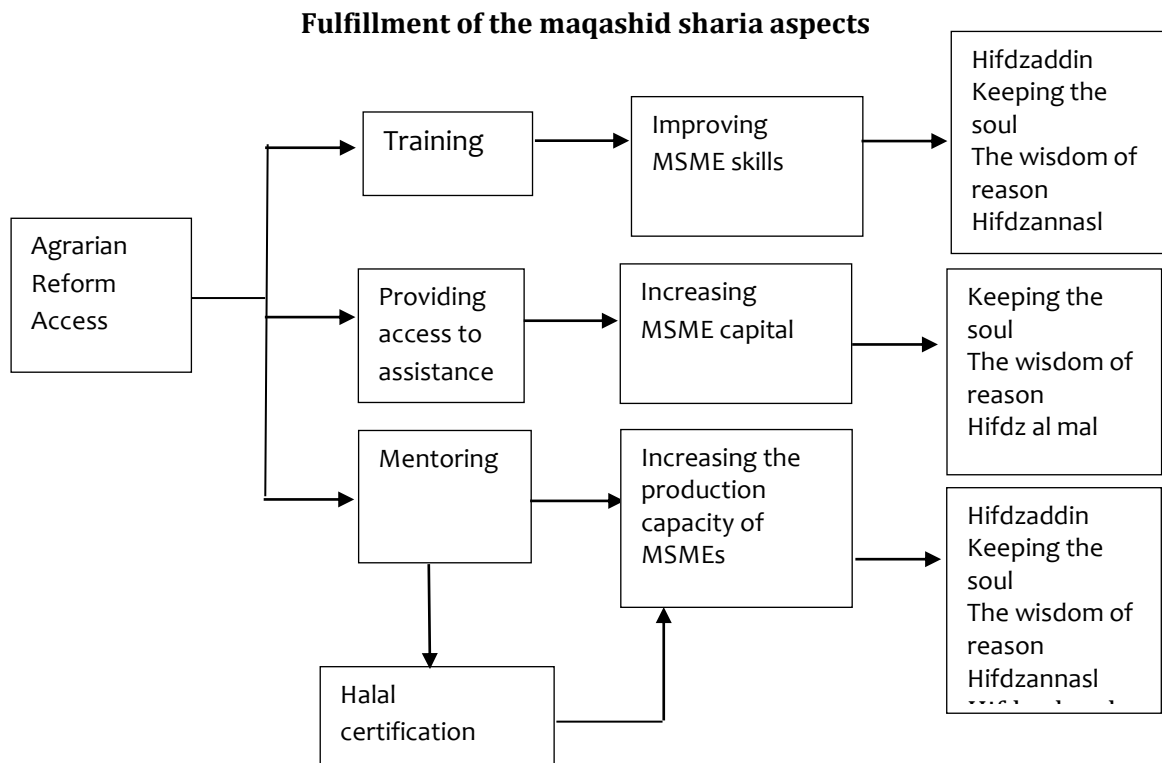 Fulfillment of the maqashid sharia aspects
Agrarian
Reform
Access
Training
Improving
MSME skills
Hifdzaddin
Keeping the
soul
The wisdom of
reason
Hifdzannasl
Providing
access to
assistance
Increasing
MSME capital
Keeping the
soul
The wisdom of
reason
Hifdz al mal
Mentoring
Increasing the
production
capacity of
MSMEs
Hifdzaddin
Keeping the
soul
The wisdom of
reason
Hifdzannasl
Halal
certification